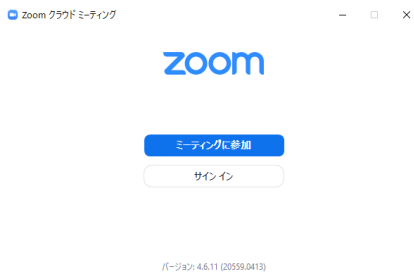 Zoom クラウド ミーティング
zoom
ミーティングに参加
サイン イン
バージョン: 4.6.11 (20559.0413)